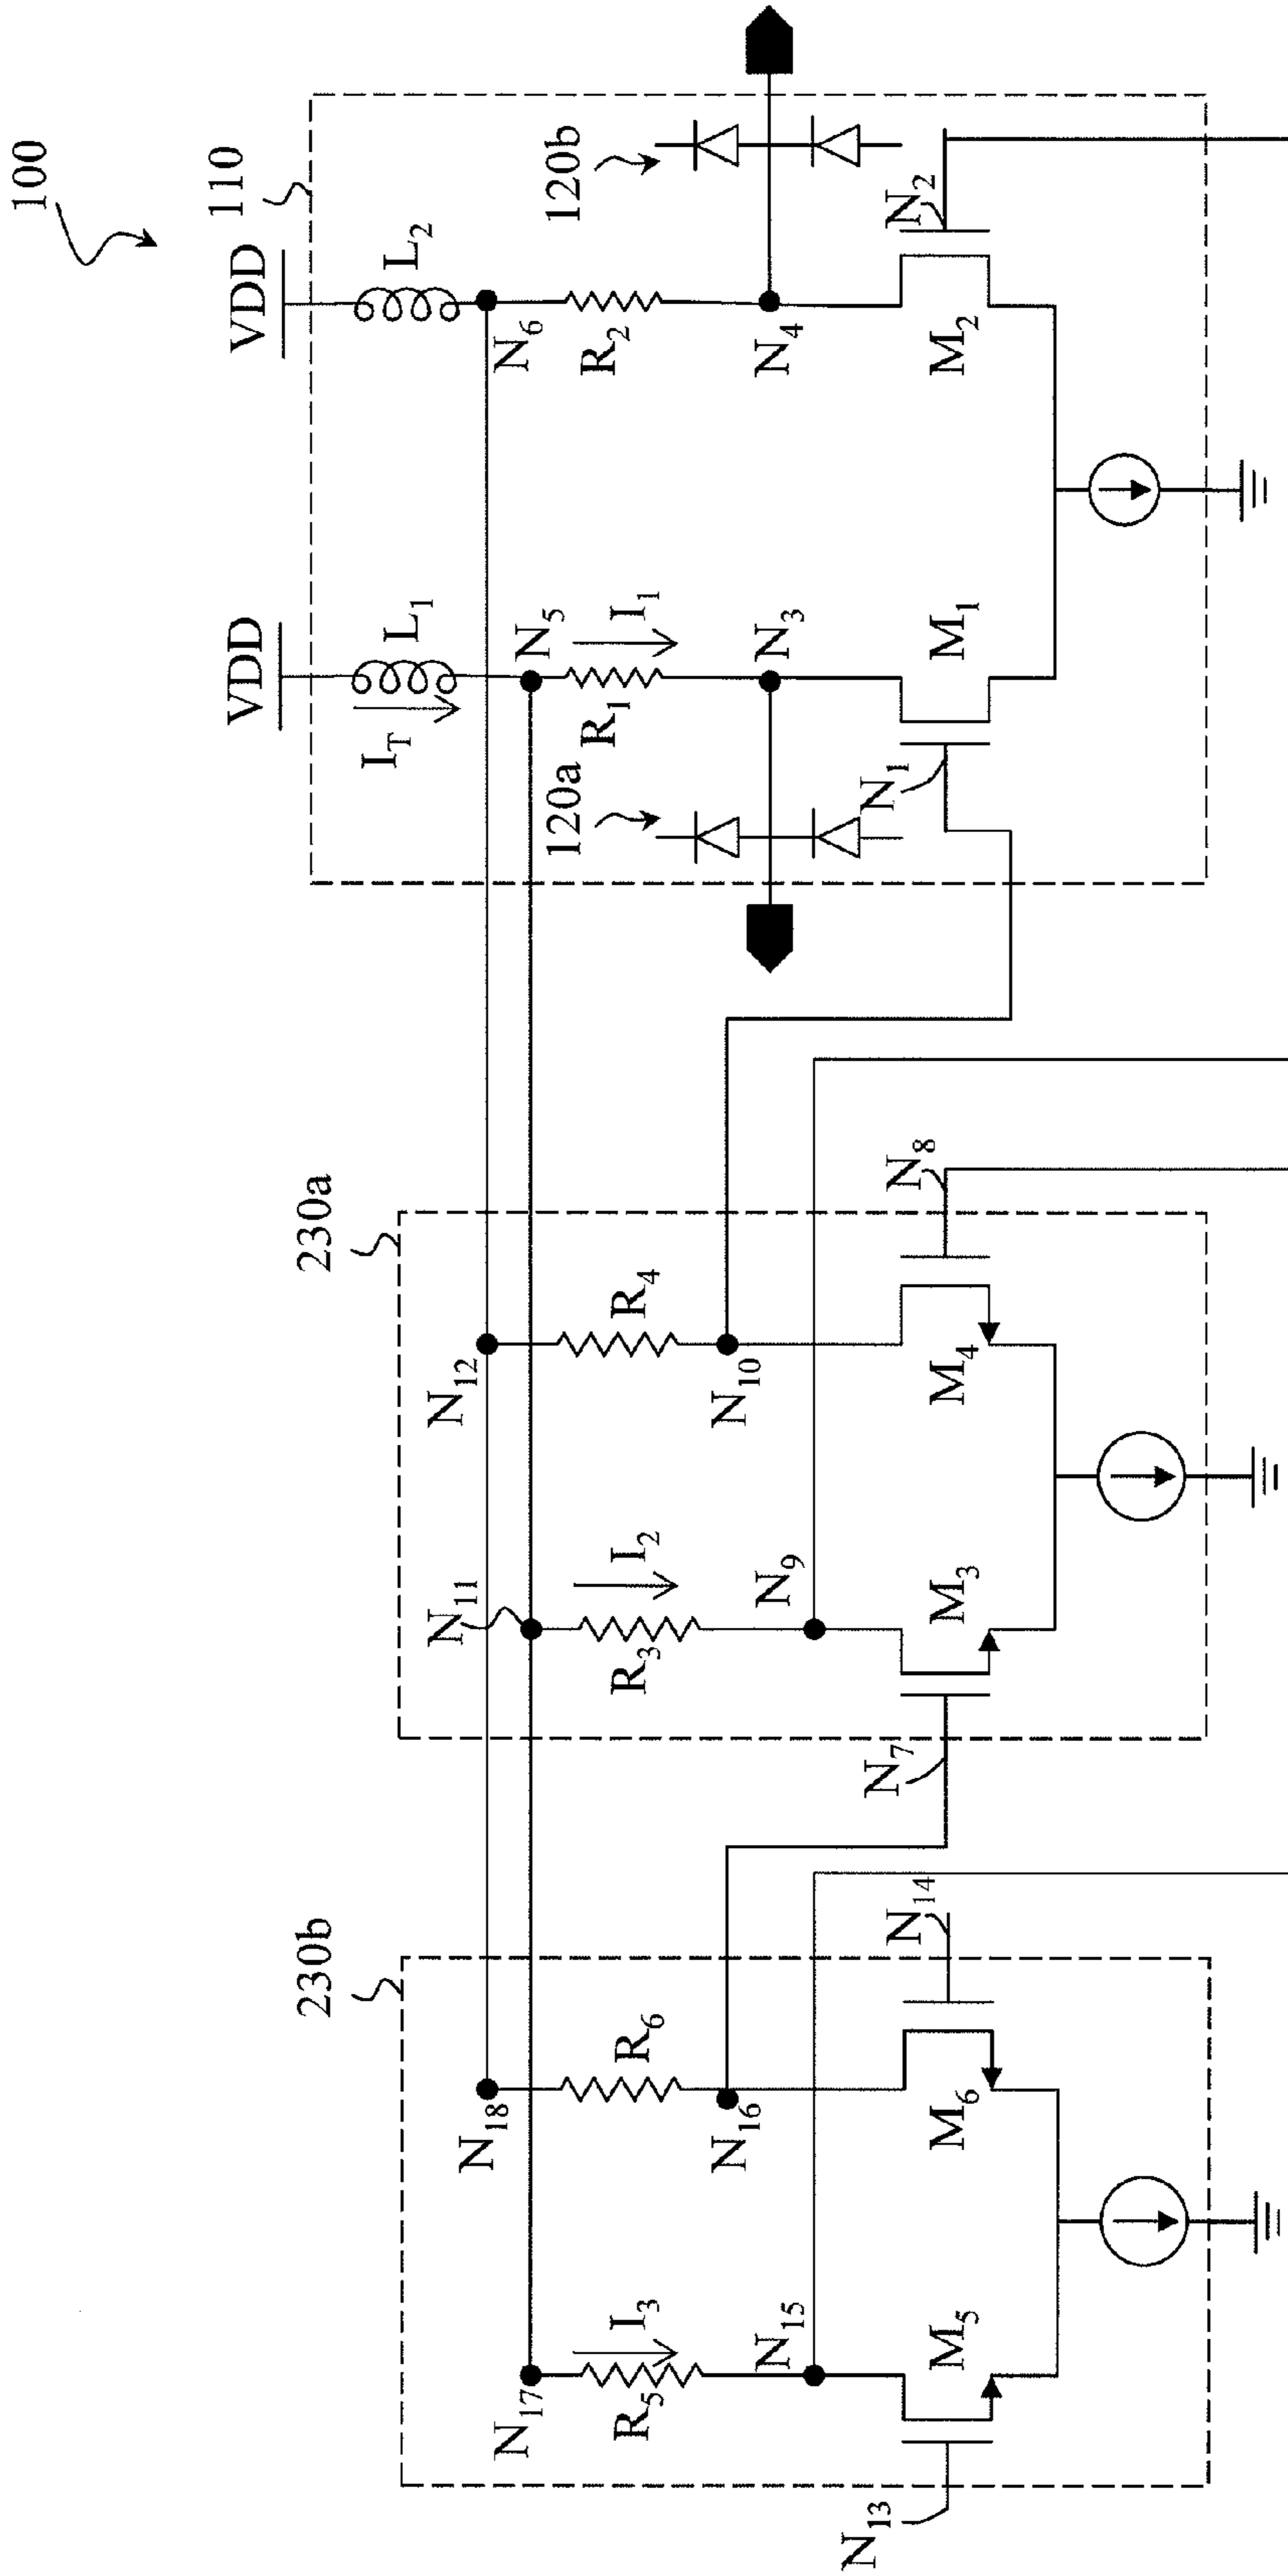 100
110
VDD
VDD
L₁
L₂
I_T
N₅
N₆
R₁
I₁
R₂
120a
120b
N₃
N₄
N₁
N₂
M₁
M₂
230a
N₁₁
N₁₂
R₃
I₂
R₄
N₉
N₁₀
N₇
N₈
M₃
M₄
230b
N₁₇
N₁₈
R₅
I₃
R₆
N₁₅
N₁₆
N₁₃
N₁₄
M₅
M₆